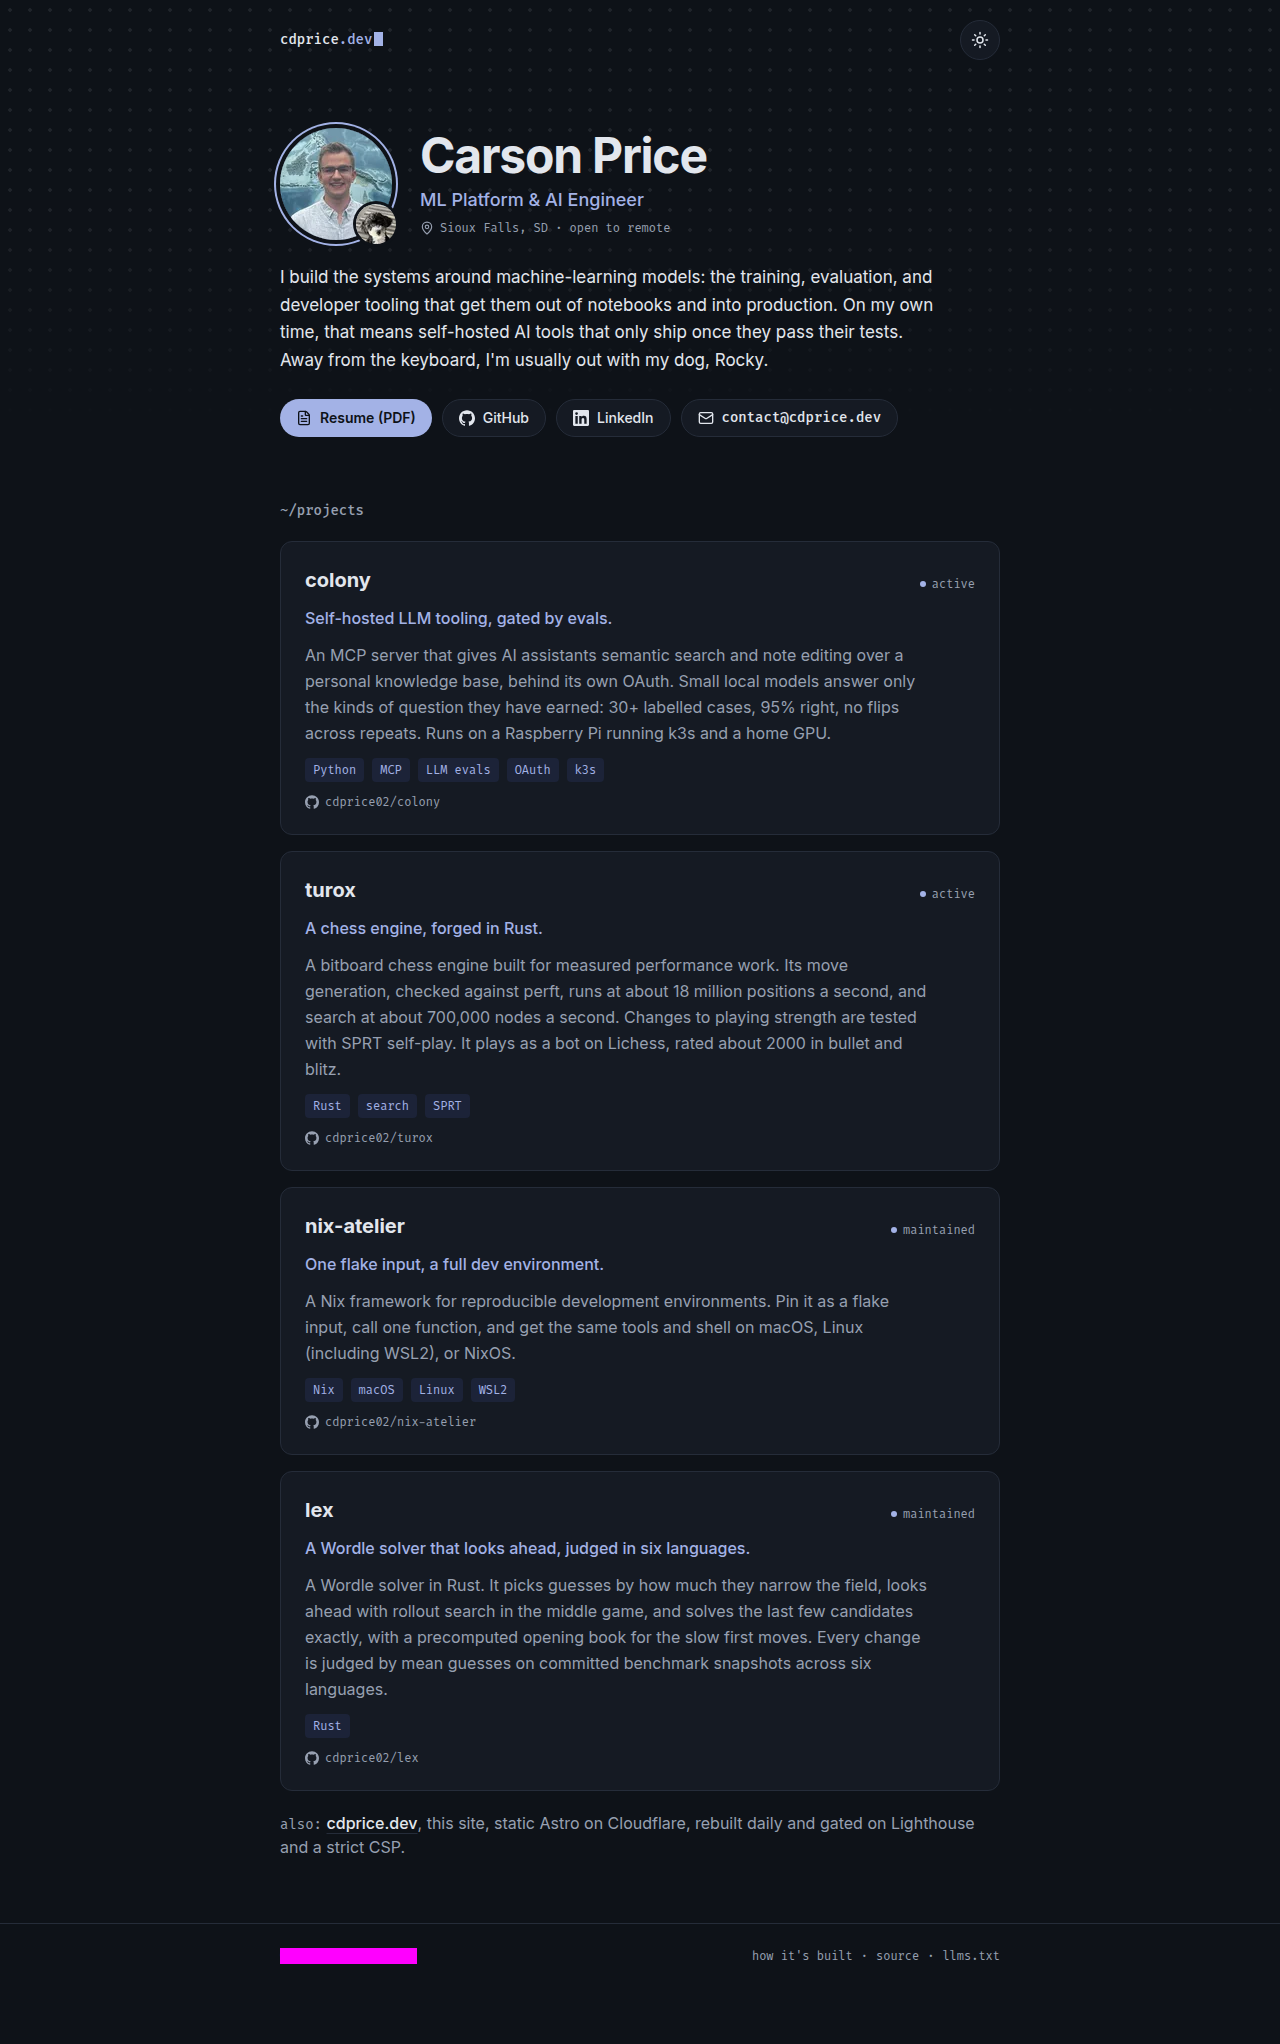 cdprice.dev
Carson Price
ML Platform & AI Engineer
Sioux Falls, SD · open to remote
I build the systems around machine-learning models: the training, evaluation, and
developer tooling that get them out of notebooks and into production. On my own
time, that means self-hosted AI tools that only ship once they pass their tests.
Away from the keyboard, I'm usually out with my dog, Rocky.
Resume (PDF) GitHub LinkedIn contact@cdprice.dev
~/projects
colony active
Self-hosted LLM tooling, gated by evals.
An MCP server that gives AI assistants semantic search and note editing over a
personal knowledge base, behind its own OAuth. Small local models answer only
the kinds of question they have earned: 30+ labelled cases, 95% right, no flips
across repeats. Runs on a Raspberry Pi running k3s and a home GPU.
Python MCP LLM evals OAuth k3s
cdprice02/colony
turox active
A chess engine, forged in Rust.
A bitboard chess engine built for measured performance work. Its move
generation, checked against perft, runs at about 18 million positions a second, and
search at about 700,000 nodes a second. Changes to playing strength are tested
with SPRT self-play. It plays as a bot on Lichess, rated about 2000 in bullet and
blitz.
Rust search SPRT
cdprice02/turox
nix-atelier maintained
One flake input, a full dev environment.
A Nix framework for reproducible development environments. Pin it as a flake
input, call one function, and get the same tools and shell on macOS, Linux
(including WSL2), or NixOS.
Nix macOS Linux WSL2
cdprice02/nix-atelier
lex maintained
A Wordle solver that looks ahead, judged in six languages.
A Wordle solver in Rust. It picks guesses by how much they narrow the field, looks
ahead with rollout search in the middle game, and solves the last few candidates
exactly, with a precomputed opening book for the slow first moves. Every change
is judged by mean guesses on committed benchmark snapshots across six
languages.
Rust
cdprice02/lex
also: cdprice.dev, this site, static Astro on Cloudflare, rebuilt daily and gated on Lighthouse
and a strict CSP.
how it's built · source · llms.txt